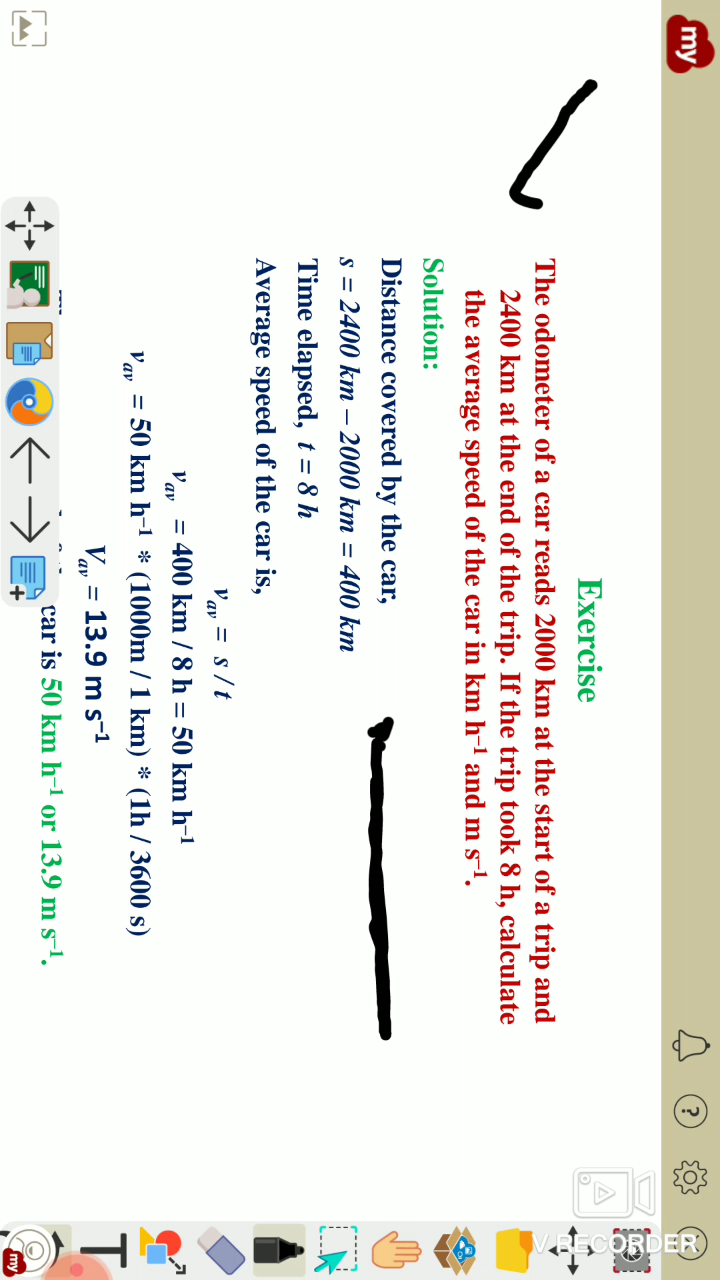 my
?
Exercise
The odometer of a car reads 2000 km at the start of a trip and
2400 km at the end of the trip. If the trip took 8 h, calculate
the average speed of the car in km h⁻¹ and m s⁻¹.
Solution:
Distance covered by the car,
s = 2400 km – 2000 km = 400 km
Time elapsed, t = 8 h
Average speed of the car is,
vav = s / t
vav = 400 km / 8 h = 50 km h⁻¹
vav = 50 km h⁻¹ * (1000m / 1 km) * (1h / 3600 s)
Vav = 13.9 m s⁻¹
car is 50 km h⁻¹ or 13.9 m s⁻¹.
V RECORDER
my